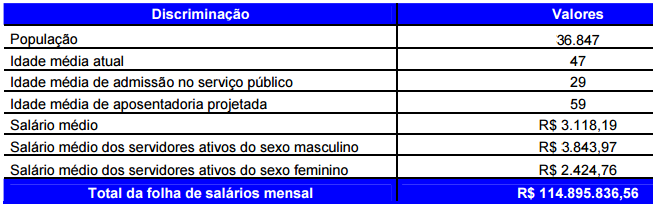 Discriminação Valores
População 36.847
Idade média atual 47
Idade média de admissão no serviço público 29
Idade média de aposentadoria projetada 59
Salário médio R$ 3.118,19
Salário médio dos servidores ativos do sexo masculino R$ 3.843,97
Salário médio dos servidores ativos do sexo feminino R$ 2.424,76
Total da folha de salários mensal R$ 114.895.836,56